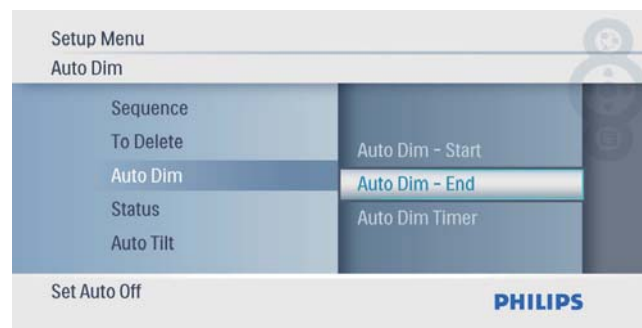 Setup Menu
Auto Dim
Sequence
To Delete
Auto Dim
Status
Auto Tilt
Auto Dim - Start
Auto Dim - End
Auto Dim Timer
Set Auto Off
PHILIPS